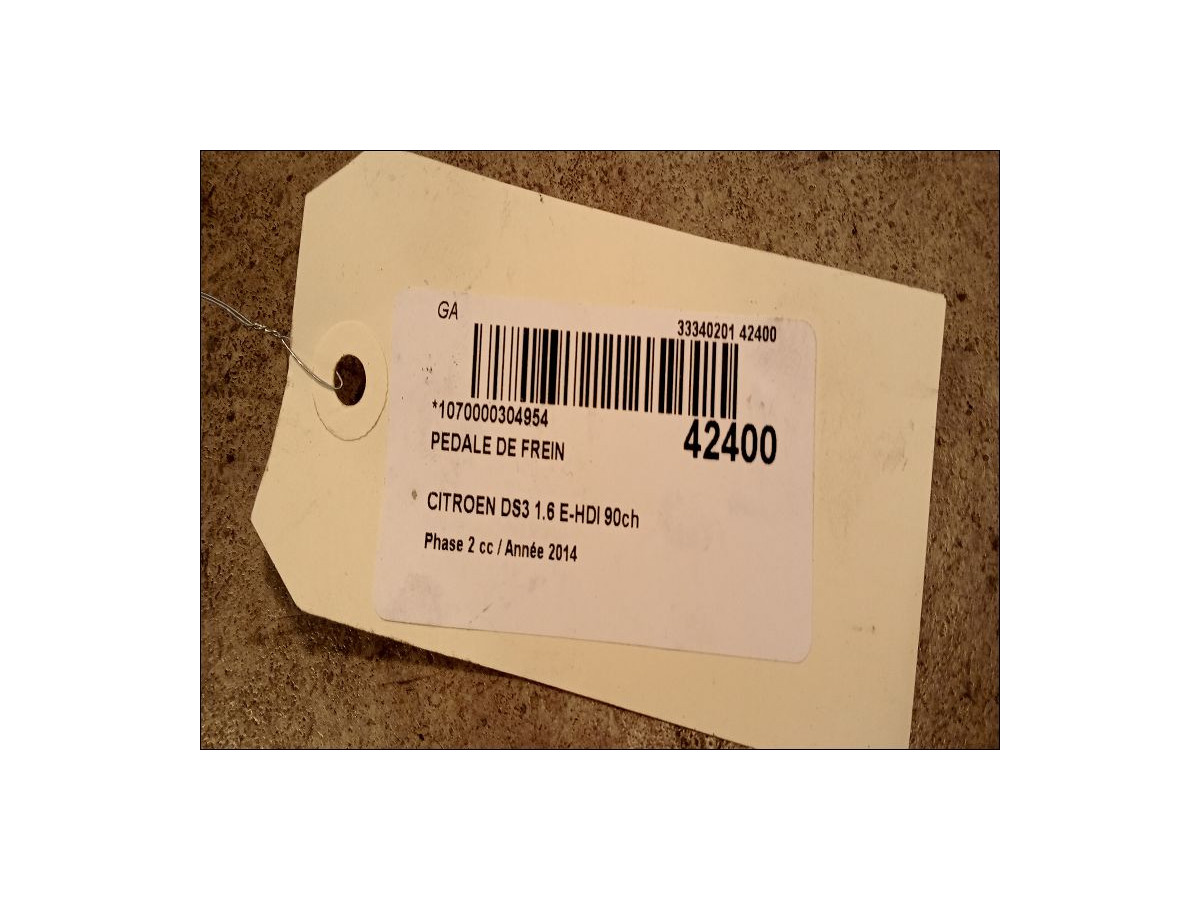 GA
33340201 42400
*1070000304954
42400
PEDALE DE FREIN
CITROEN DS3 1.6 E-HDI 90ch
Phase 2 cc / Année 2014